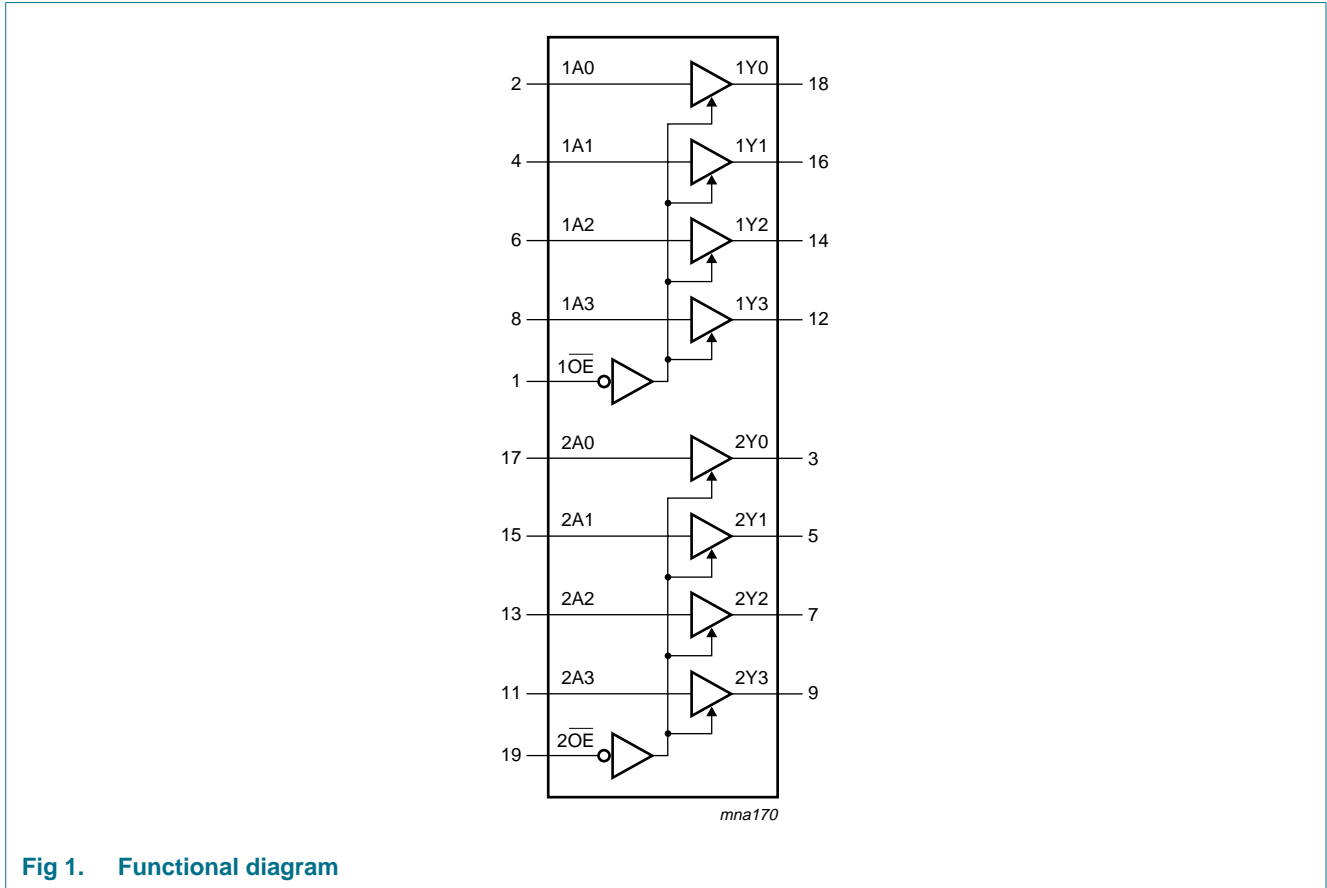 2 1A0 1Y0 18
4 1A1 1Y1 16
6 1A2 1Y2 14
8 1A3 1Y3 12
1 1O̅E̅
17 2A0 2Y0 3
15 2A1 2Y1 5
13 2A2 2Y2 7
11 2A3 2Y3 9
19 2O̅E̅
mna170
Fig 1. Functional diagram